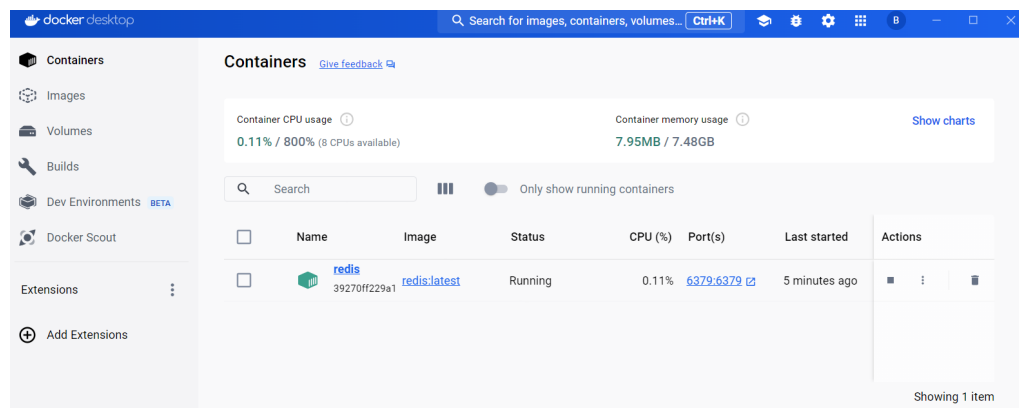 docker desktop
Search for images, containers, volumes... Ctrl+K
B
Containers
Images
Volumes
Builds
Dev Environments BETA
Docker Scout
Extensions
Add Extensions
Containers Give feedback
Container CPU usage
0.11% / 800% (8 CPUs available)
Container memory usage
7.95MB / 7.48GB
Show charts
Search
Only show running containers
Name Image Status CPU (%) Port(s) Last started Actions
redis
39270ff229a1
redis:latest Running 0.11% 6379:6379 5 minutes ago
Showing 1 item